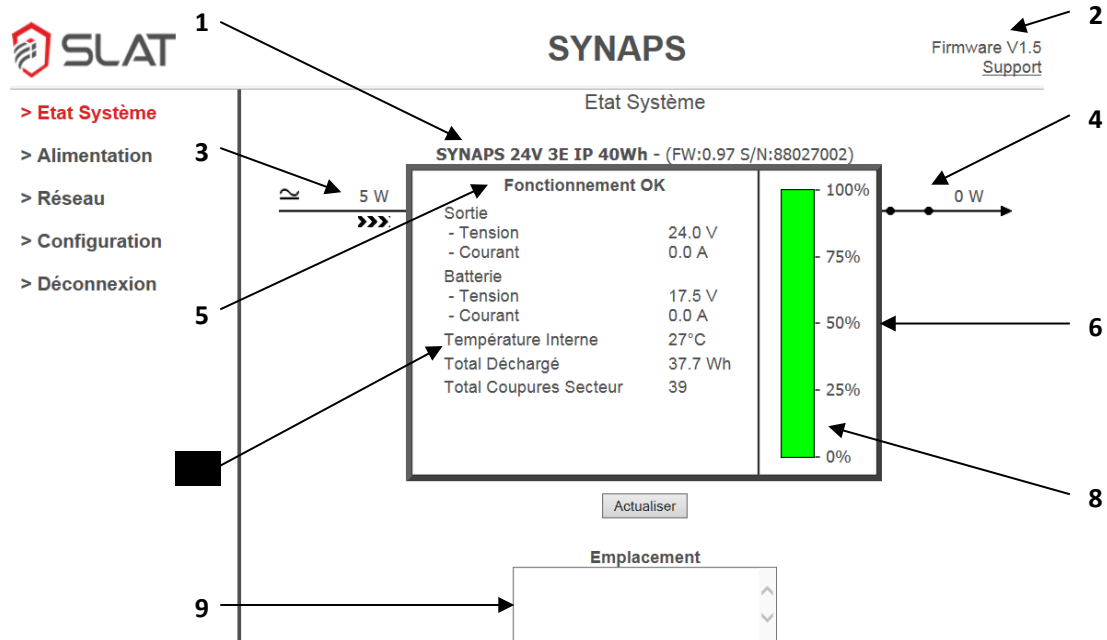 1
2
SLAT
SYNAPS
Firmware V1.5
Support
Etat Système
> Etat Système
> Alimentation
> Réseau
> Configuration
> Déconnexion
3
4
SYNAPS 24V 3E IP 40Wh - (FW:0.97 S/N:88027002)
5 W
0 W
Fonctionnement OK
Sortie
- Tension 24.0 V
- Courant 0.0 A
Batterie
- Tension 17.5 V
- Courant 0.0 A
Température Interne 27°C
Total Déchargé 37.7 Wh
Total Coupures Secteur 39
- 100%
- 75%
- 50%
- 25%
- 0%
5
6
8
Actualiser
Emplacement
9